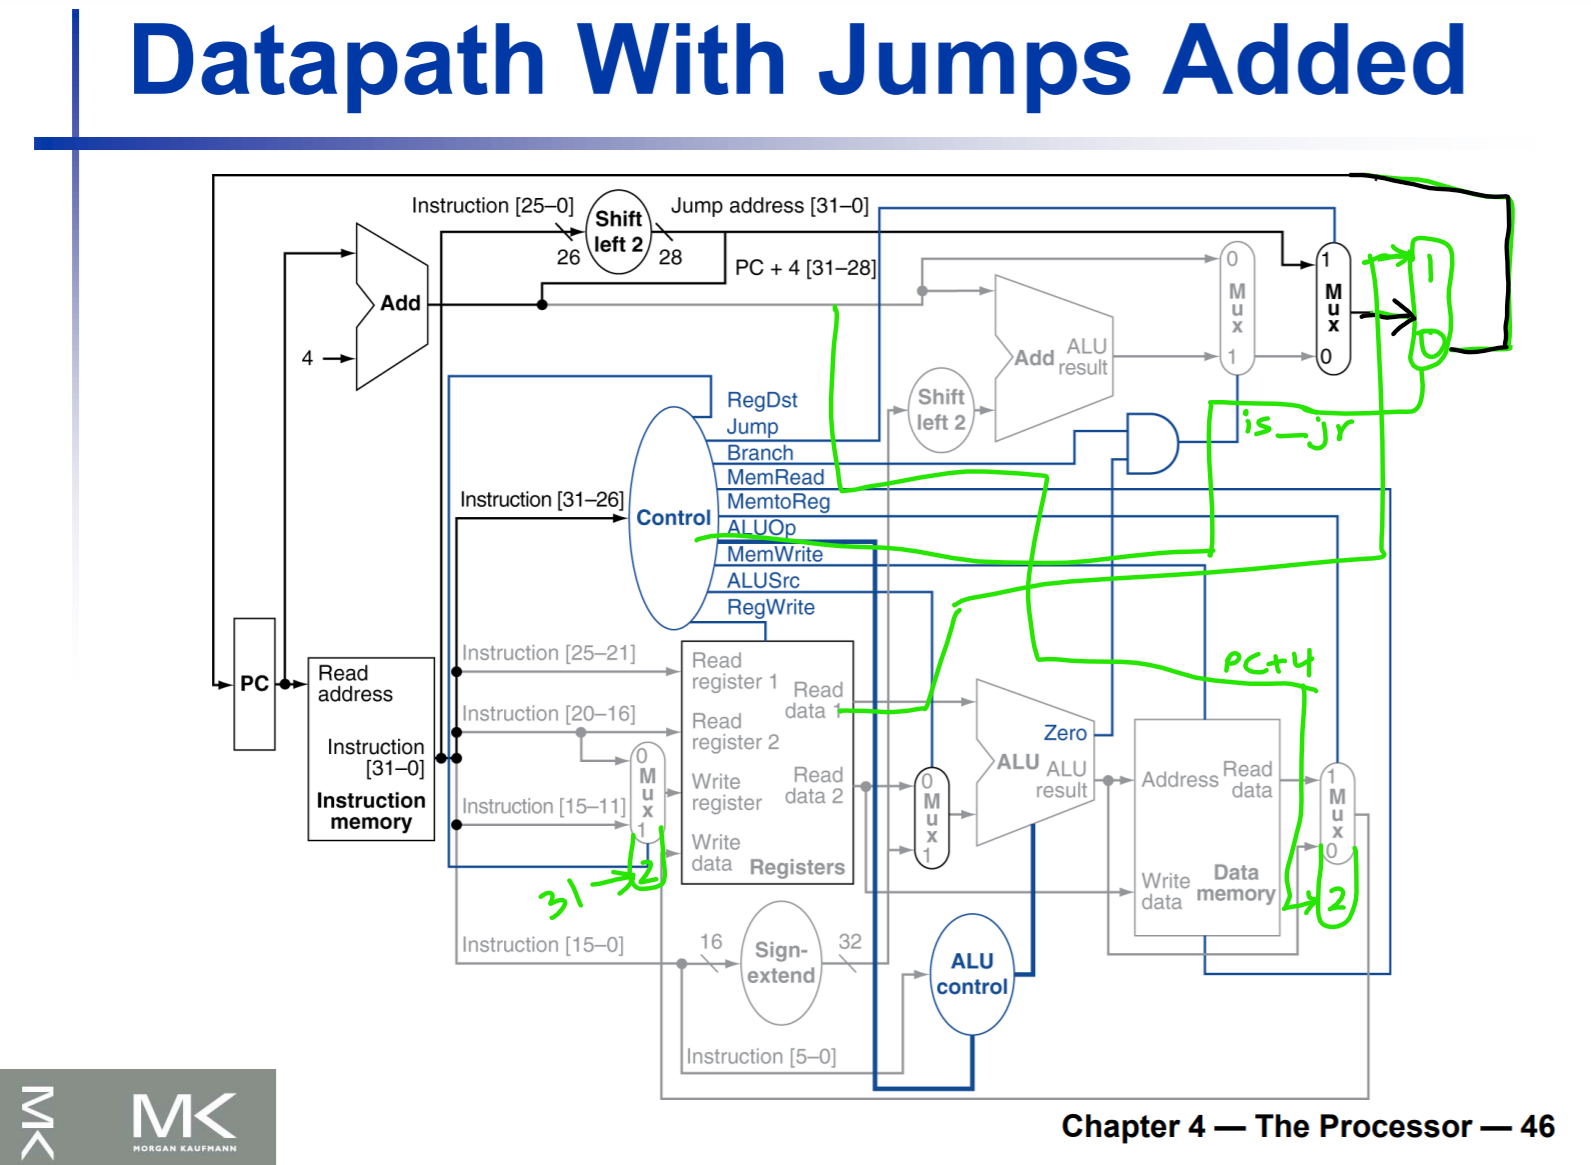 Datapath With Jumps Added
Instruction [25–0]
Shift
left 2
Jump address [31–0]
26
28
PC + 4 [31–28]
Add
4
0
M
u
x
1
1
M
u
x
0
1
0
Add
ALU
result
Shift
left 2
is_jr
RegDst
Jump
Branch
MemRead
MemtoReg
ALUOp
MemWrite
ALUSrc
RegWrite
Instruction [31–26]
Control
PC
Read
address
Instruction
[31–0]
Instruction
memory
Instruction [25–21]
Instruction [20–16]
Instruction [15–11]
0
M
u
x
1
2
31
Read
register 1
Read
register 2
Write
register
Write
data
Read
data 1
Read
data 2
Registers
0
M
u
x
1
Zero
ALU
ALU
result
PC+4
Address
Read
data
Write
data
Data
memory
1
M
u
x
0
2
Instruction [15–0]
16
Sign-
extend
32
ALU
control
Instruction [5–0]
MK
MK
MORGAN KAUFMANN
Chapter 4 — The Processor — 46